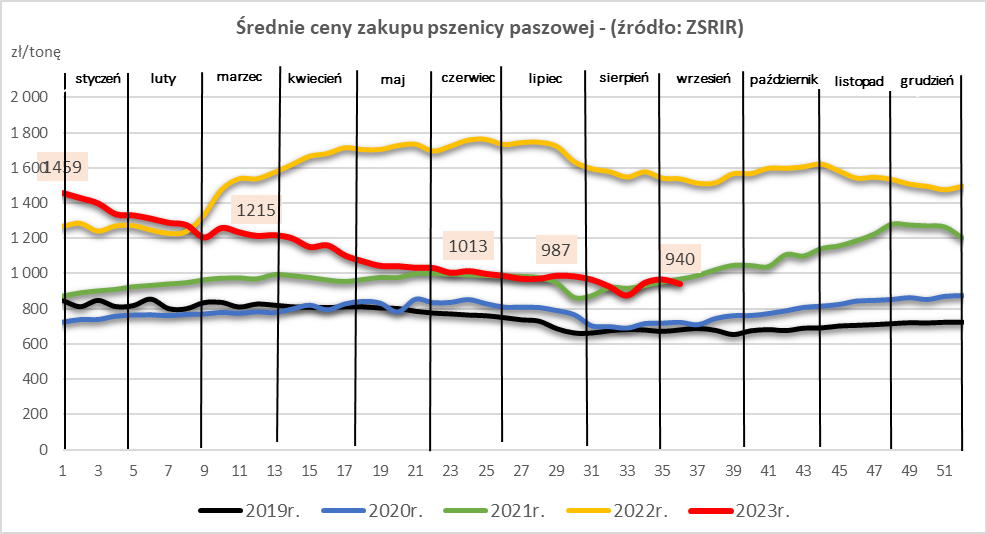 Średnie ceny zakupu pszenicy paszowej - (źródło: ZSRIR)
zł/tonę
styczeń luty marzec kwiecień maj czerwiec lipiec sierpień wrzesień październik listopad grudzień
2 000
1 800
1 600
1459
1 400
1215
1 200
1013 987 940
1 000
800
600
400
200
0
1 3 5 7 9 11 13 15 17 19 21 23 25 27 29 31 33 35 37 39 41 43 45 47 49 51
2019r. 2020r. 2021r. 2022r. 2023r.